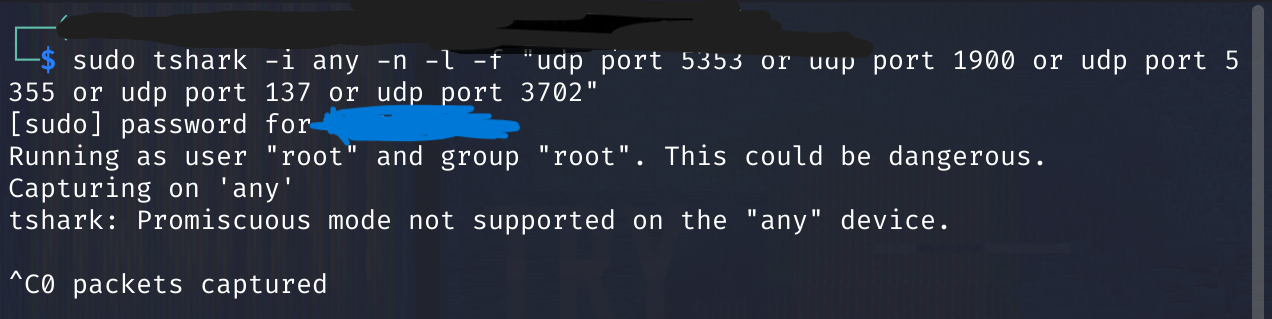 $ sudo tshark -i any -n -l -f "udp port 5353 or udp port 1900 or udp port 5
355 or udp port 137 or udp port 3702"
[sudo] password for
Running as user "root" and group "root". This could be dangerous.
Capturing on 'any'
tshark: Promiscuous mode not supported on the "any" device.
^C0 packets captured